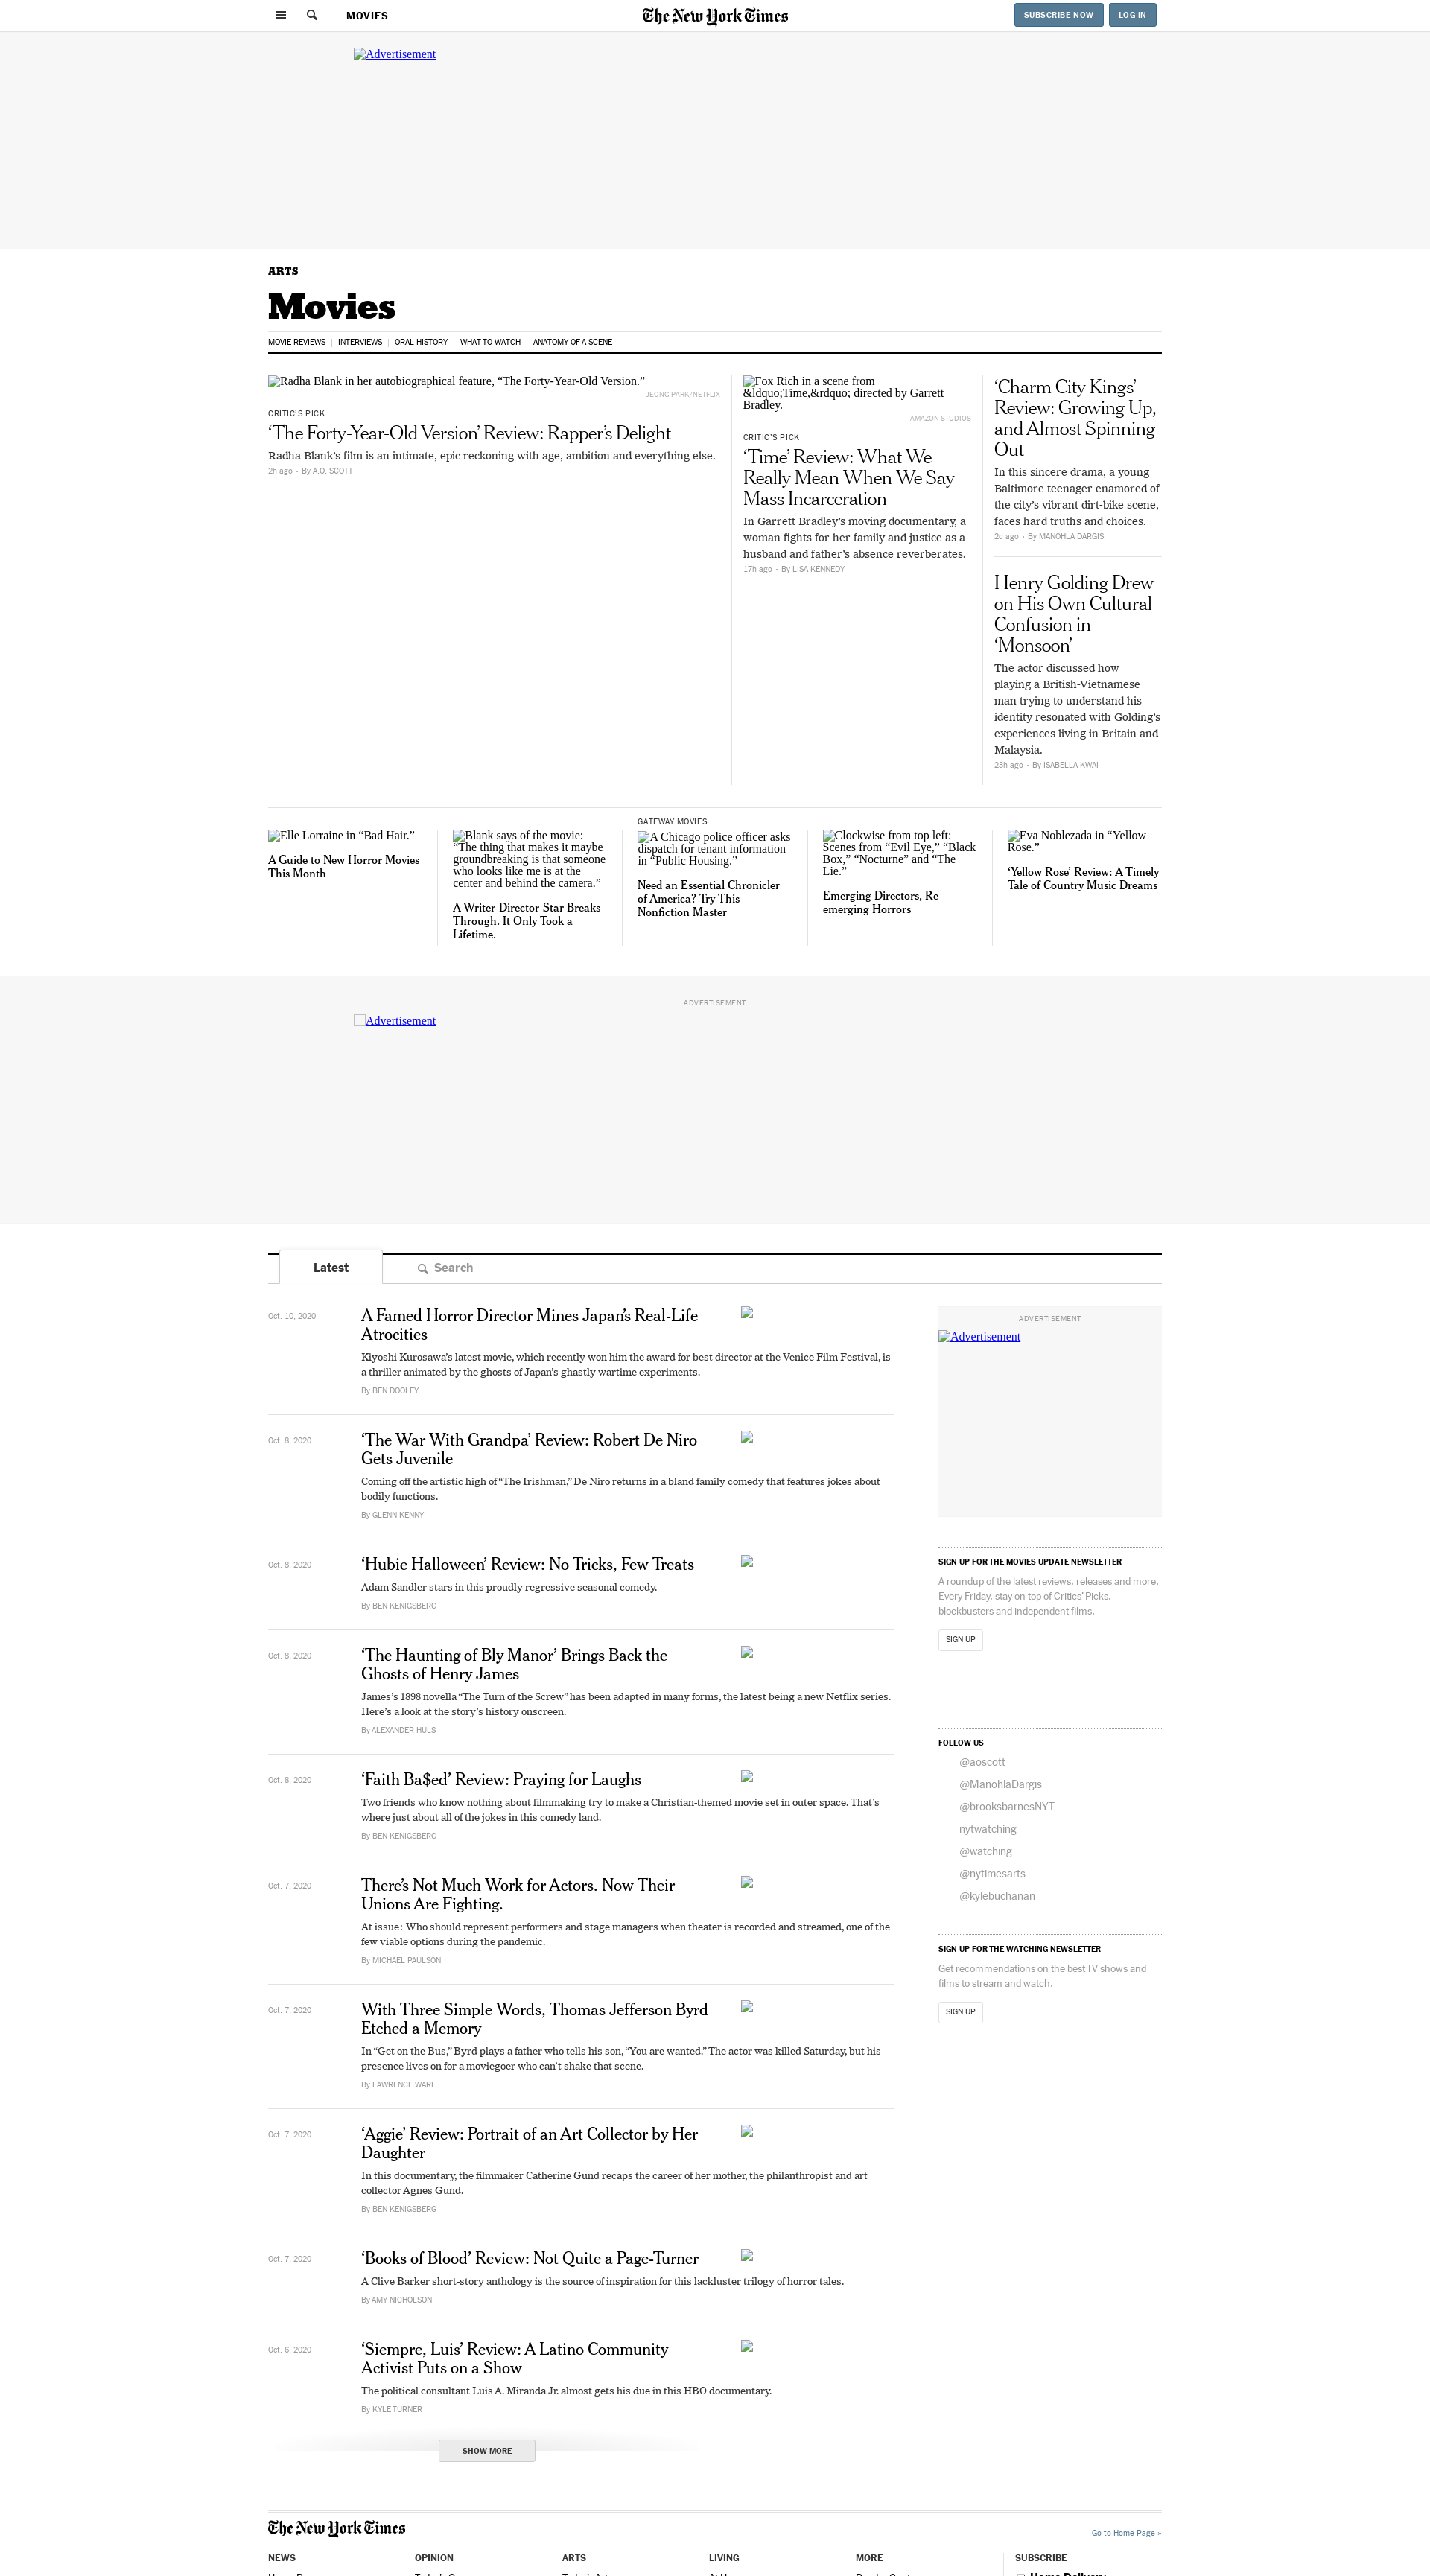 MOVIES
The New York Times
SUBSCRIBE NOW
LOG IN
Advertisement
ARTS
Movies
MOVIE REVIEWS
INTERVIEWS
ORAL HISTORY
WHAT TO WATCH
ANATOMY OF A SCENE
Radha Blank in her autobiographical feature, “The Forty-Year-Old Version.”
JEONG PARK/NETFLIX
CRITIC’S PICK
‘The Forty-Year-Old Version’ Review: Rapper’s Delight
Radha Blank’s film is an intimate, epic reckoning with age, ambition and everything else.
2h ago • By A.O. SCOTT
Fox Rich in a scene from
&ldquo;Time,&rdquo; directed by Garrett
Bradley.
AMAZON STUDIOS
CRITIC’S PICK
‘Time’ Review: What We
Really Mean When We Say
Mass Incarceration
In Garrett Bradley’s moving documentary, a
woman fights for her family and justice as a
husband and father’s absence reverberates.
17h ago • By LISA KENNEDY
‘Charm City Kings’
Review: Growing Up,
and Almost Spinning
Out
In this sincere drama, a young
Baltimore teenager enamored of
the city’s vibrant dirt-bike scene,
faces hard truths and choices.
2d ago • By MANOHLA DARGIS
Henry Golding Drew
on His Own Cultural
Confusion in
‘Monsoon’
The actor discussed how
playing a British-Vietnamese
man trying to understand his
identity resonated with Golding’s
experiences living in Britain and
Malaysia.
23h ago • By ISABELLA KWAI
Elle Lorraine in “Bad Hair.”
A Guide to New Horror Movies
This Month
Blank says of the movie:
“The thing that makes it maybe
groundbreaking is that someone
who looks like me is at the
center and behind the camera.”
A Writer-Director-Star Breaks
Through. It Only Took a
Lifetime.
GATEWAY MOVIES
A Chicago police officer asks
dispatch for tenant information
in “Public Housing.”
Need an Essential Chronicler
of America? Try This
Nonfiction Master
Clockwise from top left:
Scenes from “Evil Eye,” “Black
Box,” “Nocturne” and “The
Lie.”
Emerging Directors, Re-
emerging Horrors
Eva Noblezada in “Yellow
Rose.”
‘Yellow Rose’ Review: A Timely
Tale of Country Music Dreams
ADVERTISEMENT
Advertisement
Latest
Search
Oct. 10, 2020
A Famed Horror Director Mines Japan’s Real-Life
Atrocities
Kiyoshi Kurosawa’s latest movie, which recently won him the award for best director at the Venice Film Festival, is
a thriller animated by the ghosts of Japan’s ghastly wartime experiments.
By BEN DOOLEY
Oct. 8, 2020
‘The War With Grandpa’ Review: Robert De Niro
Gets Juvenile
Coming off the artistic high of “The Irishman,” De Niro returns in a bland family comedy that features jokes about
bodily functions.
By GLENN KENNY
Oct. 8, 2020
‘Hubie Halloween’ Review: No Tricks, Few Treats
Adam Sandler stars in this proudly regressive seasonal comedy.
By BEN KENIGSBERG
Oct. 8, 2020
‘The Haunting of Bly Manor’ Brings Back the
Ghosts of Henry James
James’s 1898 novella “The Turn of the Screw” has been adapted in many forms, the latest being a new Netflix series.
Here’s a look at the story’s history onscreen.
By ALEXANDER HULS
Oct. 8, 2020
‘Faith Ba$ed’ Review: Praying for Laughs
Two friends who know nothing about filmmaking try to make a Christian-themed movie set in outer space. That’s
where just about all of the jokes in this comedy land.
By BEN KENIGSBERG
Oct. 7, 2020
There’s Not Much Work for Actors. Now Their
Unions Are Fighting.
At issue: Who should represent performers and stage managers when theater is recorded and streamed, one of the
few viable options during the pandemic.
By MICHAEL PAULSON
Oct. 7, 2020
With Three Simple Words, Thomas Jefferson Byrd
Etched a Memory
In “Get on the Bus,” Byrd plays a father who tells his son, “You are wanted.” The actor was killed Saturday, but his
presence lives on for a moviegoer who can’t shake that scene.
By LAWRENCE WARE
Oct. 7, 2020
‘Aggie’ Review: Portrait of an Art Collector by Her
Daughter
In this documentary, the filmmaker Catherine Gund recaps the career of her mother, the philanthropist and art
collector Agnes Gund.
By BEN KENIGSBERG
Oct. 7, 2020
‘Books of Blood’ Review: Not Quite a Page-Turner
A Clive Barker short-story anthology is the source of inspiration for this lackluster trilogy of horror tales.
By AMY NICHOLSON
Oct. 6, 2020
‘Siempre, Luis’ Review: A Latino Community
Activist Puts on a Show
The political consultant Luis A. Miranda Jr. almost gets his due in this HBO documentary.
By KYLE TURNER
SHOW MORE
ADVERTISEMENT
Advertisement
SIGN UP FOR THE MOVIES UPDATE NEWSLETTER
A roundup of the latest reviews, releases and more.
Every Friday, stay on top of Critics’ Picks,
blockbusters and independent films.
SIGN UP
FOLLOW US
@aoscott
@ManohlaDargis
@brooksbarnesNYT
nytwatching
@watching
@nytimesarts
@kylebuchanan
SIGN UP FOR THE WATCHING NEWSLETTER
Get recommendations on the best TV shows and
films to stream and watch.
SIGN UP
The New York Times
Go to Home Page »
NEWS
OPINION
ARTS
LIVING
MORE
SUBSCRIBE